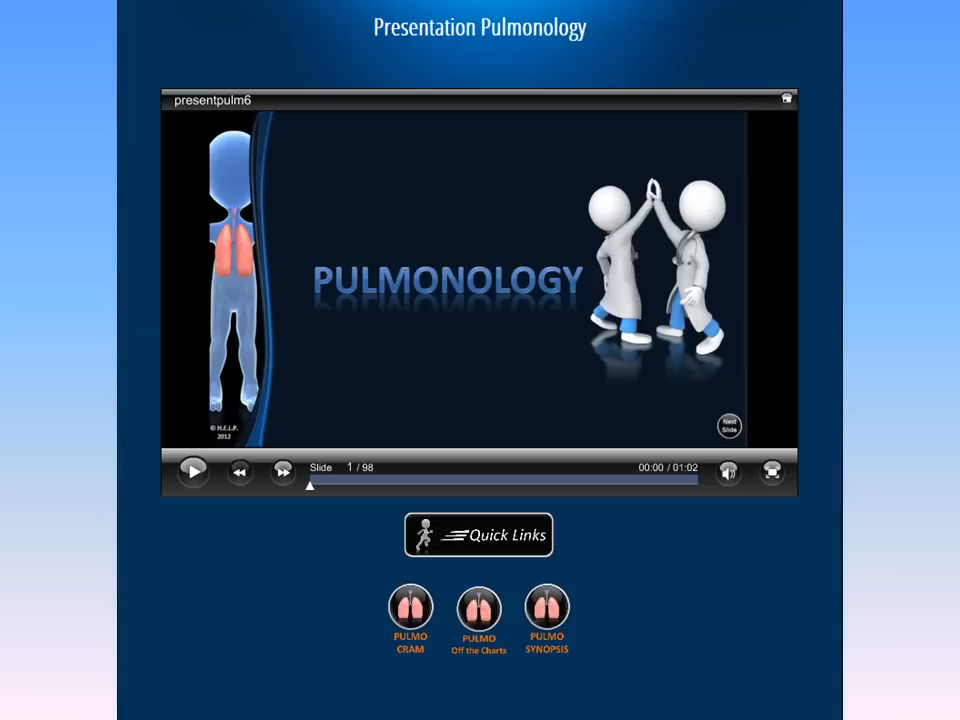 Presentation Pulmonology
presentpulm6
PULMONOLOGY
© H.E.L.P.
2012
Next
Slide
Slide 1 / 98
00:00 / 01:02
Quick Links
PULMO
CRAM
PULMO
Off the Charts
PULMO
SYNOPSIS